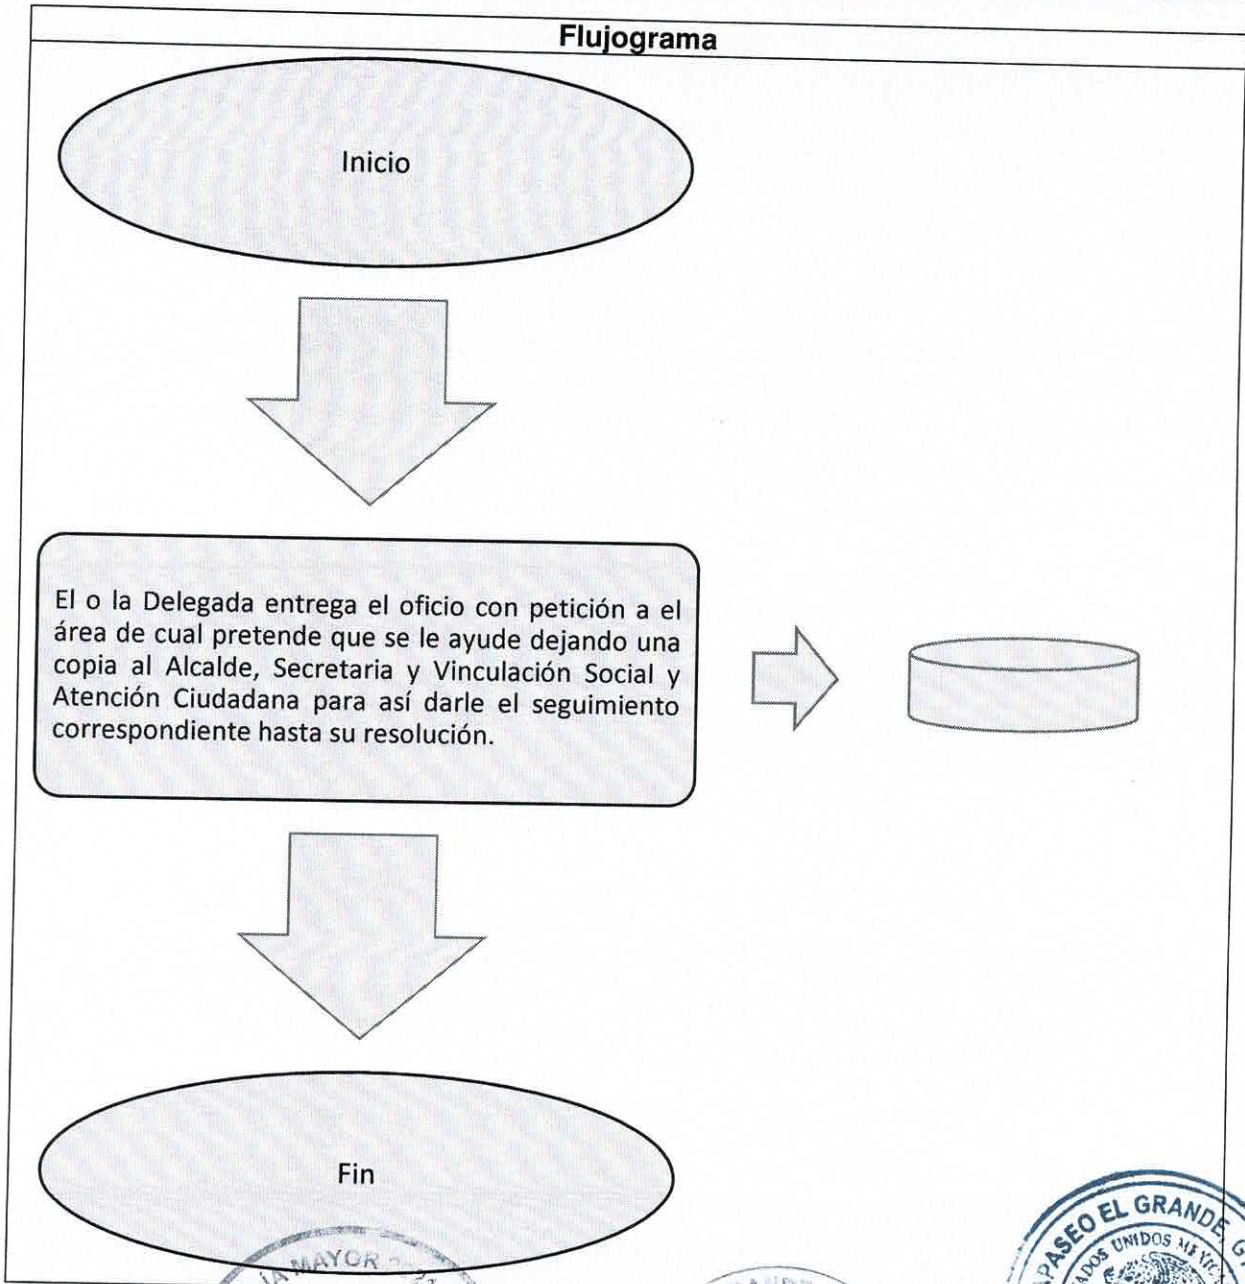 Flujograma
Inicio
El o la Delegada entrega el oficio con petición a el
área de cual pretende que se le ayude dejando una
copia al Alcalde, Secretaria y Vinculación Social y
Atención Ciudadana para así darle el seguimiento
correspondiente hasta su resolución.
Fin
MAYOR
APASEO EL GRANDE, G
UNIDOS